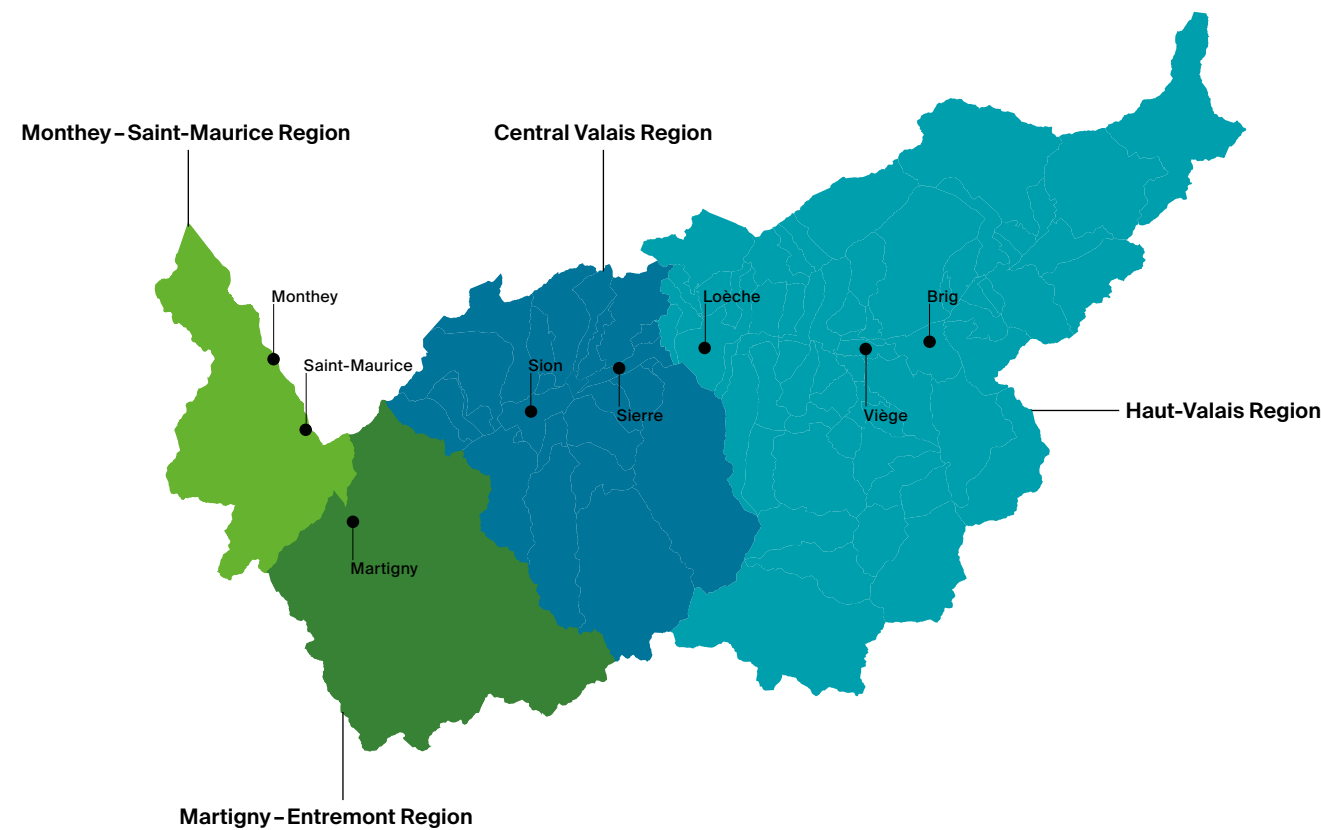 Monthey – Saint-Maurice Region
Central Valais Region
Monthey
Loèche
Brig
Saint-Maurice
Sion
Sierre
Viège
Haut-Valais Region
Martigny
Martigny – Entremont Region